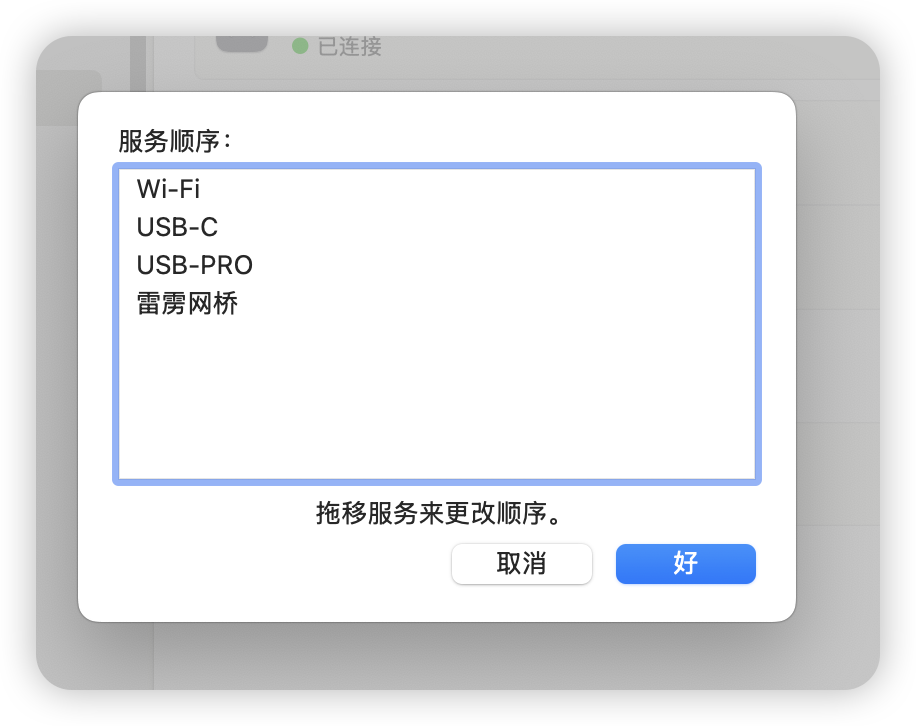 已连接
服务顺序：
Wi-Fi
USB-C
USB-PRO
雷雳网桥
拖移服务来更改顺序。
取消
好